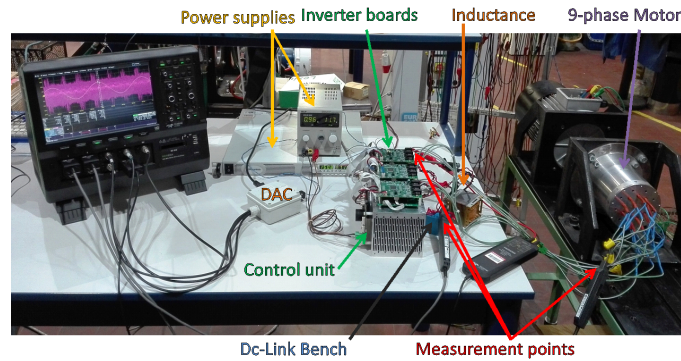 Power supplies
Inverter boards
Inductance
9-phase Motor
DAC
Control unit
Dc-Link Bench
Measurement points